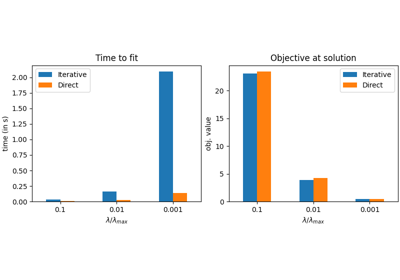 Time to fit
Iterative
Direct
2.00
1.75
1.50
1.25
1.00
0.75
0.50
0.25
0.00
time (in s)
0.1
0.01
0.001
λ/λmax
Objective at solution
Iterative
Direct
20
15
10
5
0
obj. value
0.1
0.01
0.001
λ/λmax